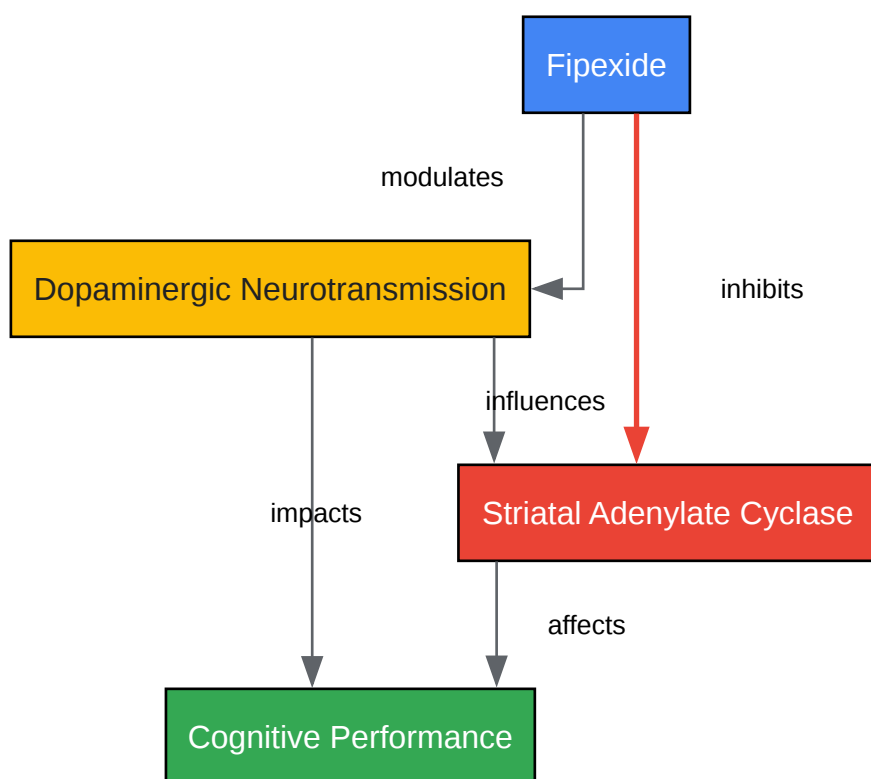 Fipexide
modulates
Dopaminergic Neurotransmission
inhibits
influences
Striatal Adenylate Cyclase
impacts
affects
Cognitive Performance